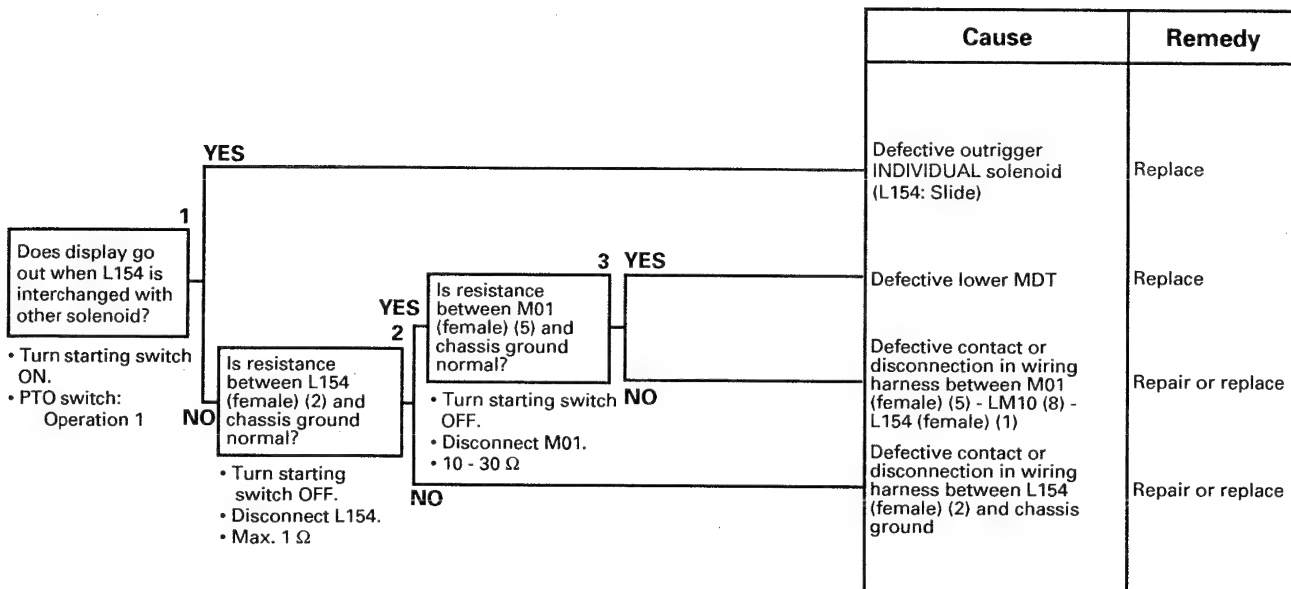 Cause
Remedy
YES
Defective outrigger
INDIVIDUAL solenoid
(L154: Slide)
Replace
1
Does display go
out when L154 is
interchanged with
other solenoid?
• Turn starting switch
ON.
• PTO switch:
Operation 1
NO
YES
2
Is resistance
between L154
(female) (2) and
chassis ground
normal?
• Turn starting
switch OFF.
• Disconnect L154.
• Max. 1 Ω
3
YES
Is resistance
between M01
(female) (5) and
chassis ground
normal?
• Turn starting switch
OFF.
• Disconnect M01.
• 10 - 30 Ω
Defective lower MDT
Replace
NO
Defective contact or
disconnection in wiring
harness between M01
(female) (5) - LM10 (8) -
L154 (female) (1)
Repair or replace
NO
Defective contact or
disconnection in wiring
harness between L154
(female) (2) and chassis
ground
Repair or replace